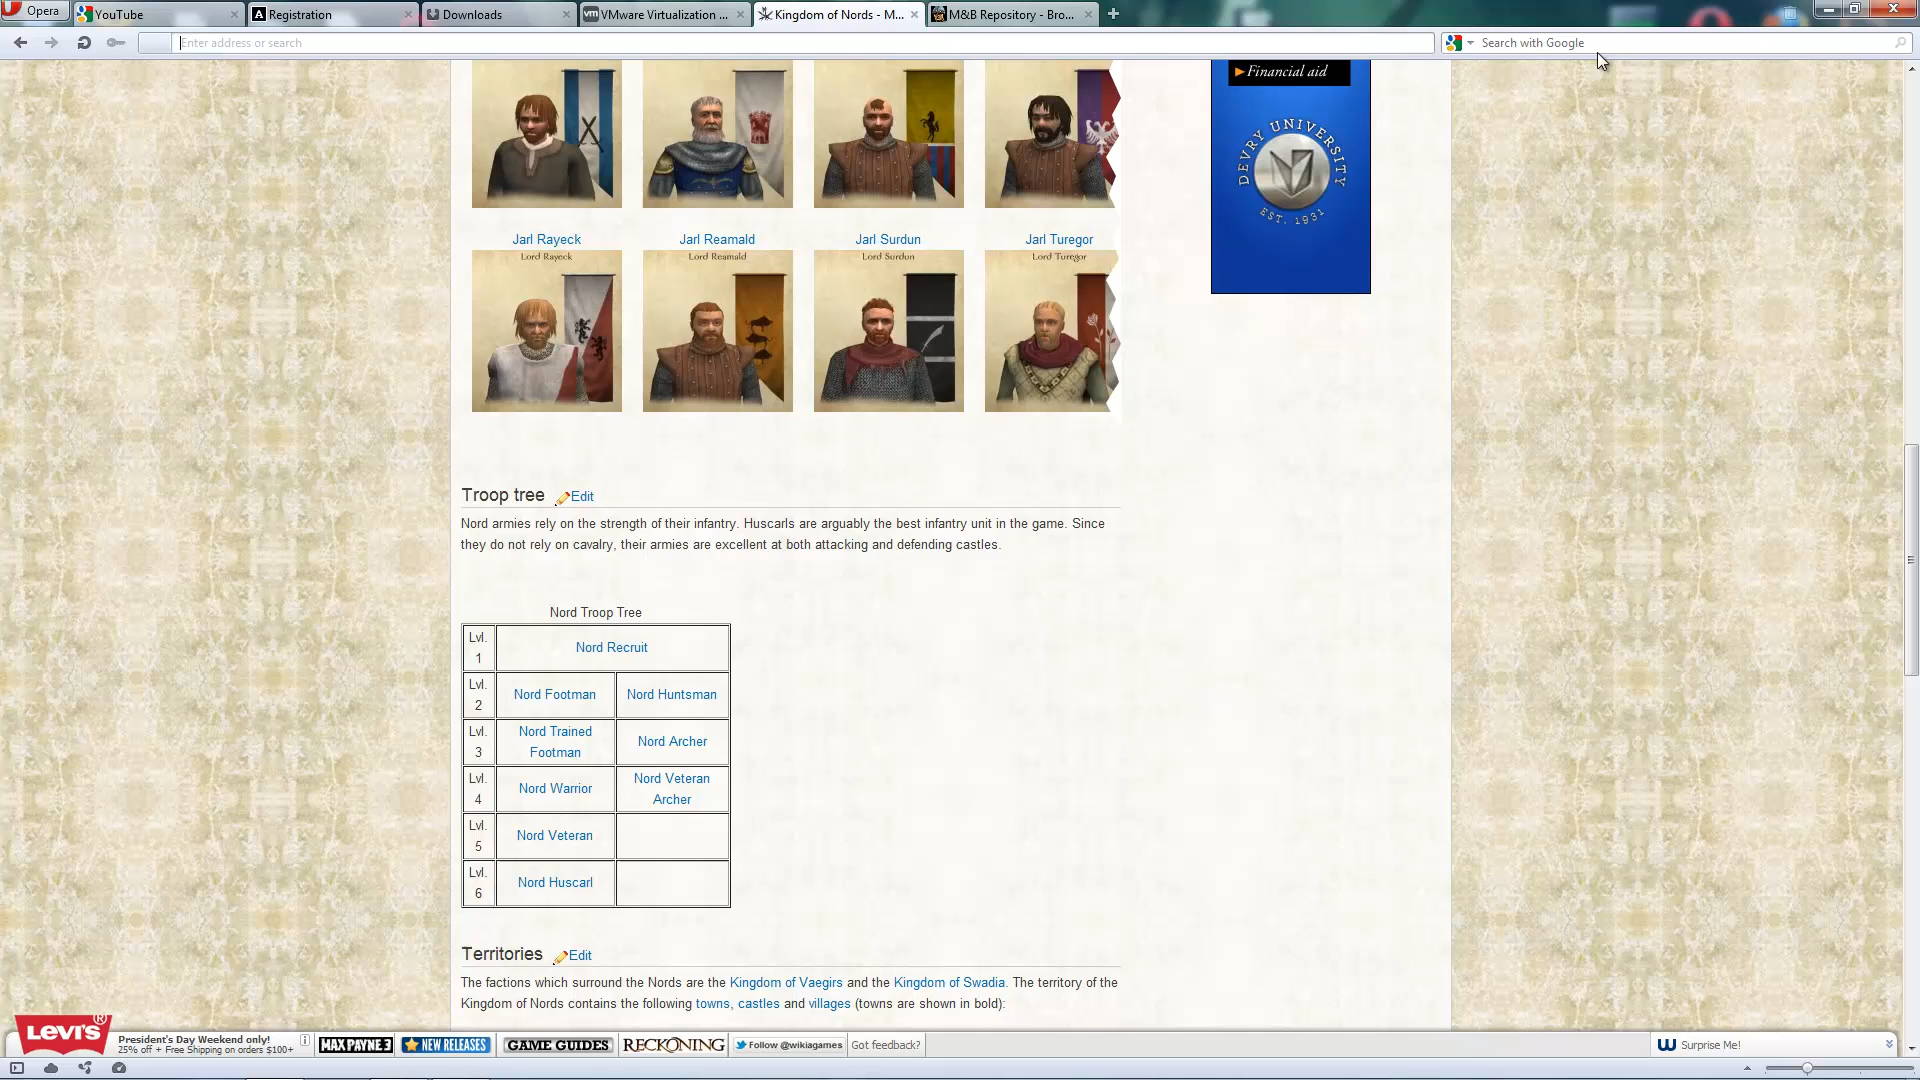 Opera
YouTube
Registration
Downloads
VMware Virtualization ...
Kingdom of Nords - M...
M&B Repository - Bro...
Enter address or search
Search with Google
Financial aid
DEVRY UNIVERSITY
EST. 1931
Jarl Rayeck
Jarl Reamald
Jarl Surdun
Jarl Turegor
Lord Rayeck
Lord Reamald
Lord Surdun
Lord Turegor
Troop tree Edit
Nord armies rely on the strength of their infantry. Huscarls are arguably the best infantry unit in the game. Since
they do not rely on cavalry, their armies are excellent at both attacking and defending castles.
Nord Troop Tree
Lvl.
1
Nord Recruit
Lvl.
2
Nord Footman
Nord Huntsman
Lvl.
3
Nord Trained
Footman
Nord Archer
Lvl.
4
Nord Warrior
Nord Veteran
Archer
Lvl.
5
Nord Veteran
Lvl.
6
Nord Huscarl
Territories Edit
The factions which surround the Nords are the Kingdom of Vaegirs and the Kingdom of Swadia. The territory of the
Kingdom of Nords contains the following towns, castles and villages (towns are shown in bold):
LEVI'S®
President's Day Weekend only!
25% off + Free Shipping on orders $100+
MAX PAYNE 3
NEW RELEASES
GAME GUIDES
RECKONING
Follow @wikiagames
Got feedback?
Surprise Me!